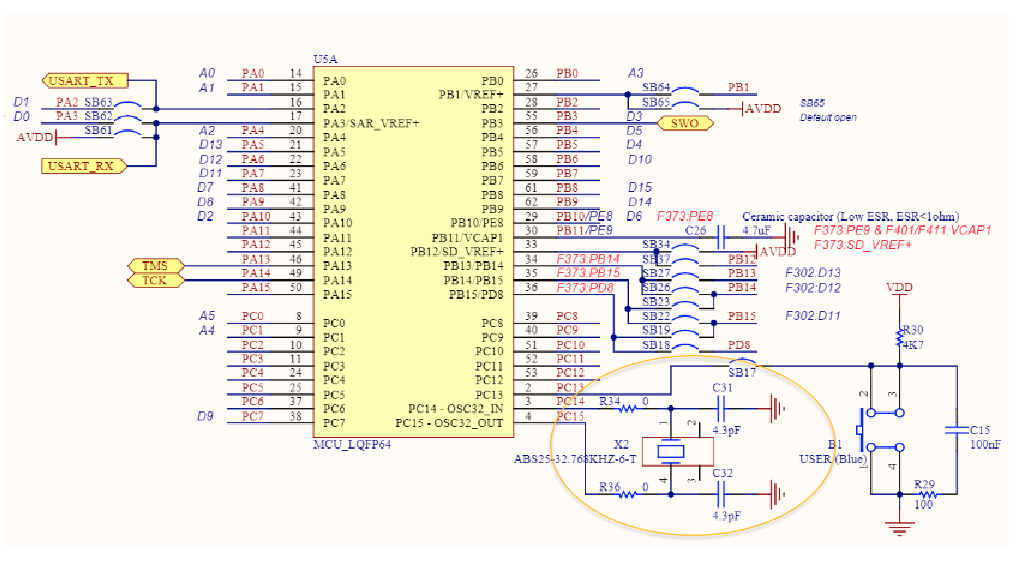 U5A
USART_TX
A0 PA0 14 PA0 PB0 26 PB0 A3
A1 PA1 15 PA1 PB1/VREF+ 27 SB64 PB1
D1 PA2 SB63 16 PA2 PB2 28 PB2 SB65 AVDD SB65
Default open
D0 PA3 SB62 17 PA3/SAR_VREF+ PB3 55 PB3 D3 SWO
AVDD SB61
A2 PA4 20 PA4 PB4 56 PB4 D5
D13 PA5 21 PA5 PB5 57 PB5 D4
USART_RX
D12 PA6 22 PA6 PB6 58 PB6 D10
D11 PA7 23 PA7 PB7 59 PB7
D7 PA8 41 PA8 PB8 61 PB8 D15
D8 PA9 42 PA9 PB9 62 PB9 D14
D2 PA10 43 PA10 PB10/PE8 29 PB10/PE8 D6 F373:PE8 Ceramic capacitor (Low ESR, ESR<1ohm)
PA11 44 PA11 PB11/VCAP1 30 PB11/PE9 C26 4.7uF F373:PE9 & F401/F411:VCAP1
PA12 45 PA12 PB12/SD_VREF+ 33 SB34 AVDD F373:SD_VREF+
TMS PA13 46 PA13 PB13/PB14 34 F373:PB14 SB37 PB12
TCK PA14 49 PA14 PB14/PB15 35 F373:PB15 SB27 PB13 F302:D13
PA15 50 PA15 PB15/PD8 36 F373:PD8 SB26 PB14 F302:D12
VDD
SB23
A5 PC0 8 PC0 PC8 39 PC8 SB22 PB15 F302:D11
A4 PC1 9 PC1 PC9 40 PC9 SB19 R30
PC2 10 PC2 PC10 51 PC10 SB18 PD8 4K7
PC3 11 PC3 PC11 52 PC11
PC4 24 PC4 PC12 53 PC12 SB17
PC5 25 PC5 PC13 2 PC13 C31 2 3
PC6 37 PC6 PC14 - OSC32_IN 3 PC14 R34 0
D9 PC7 38 PC7 PC15 - OSC32_OUT 4 PC15 1 2 4.3pF C15
MCU_LQFP64 X2 B1 100nF
ABS25-32.768KHZ-6-T USER (Blue)
4 3 C32 1 4
R36 0 R29
4.3pF 100